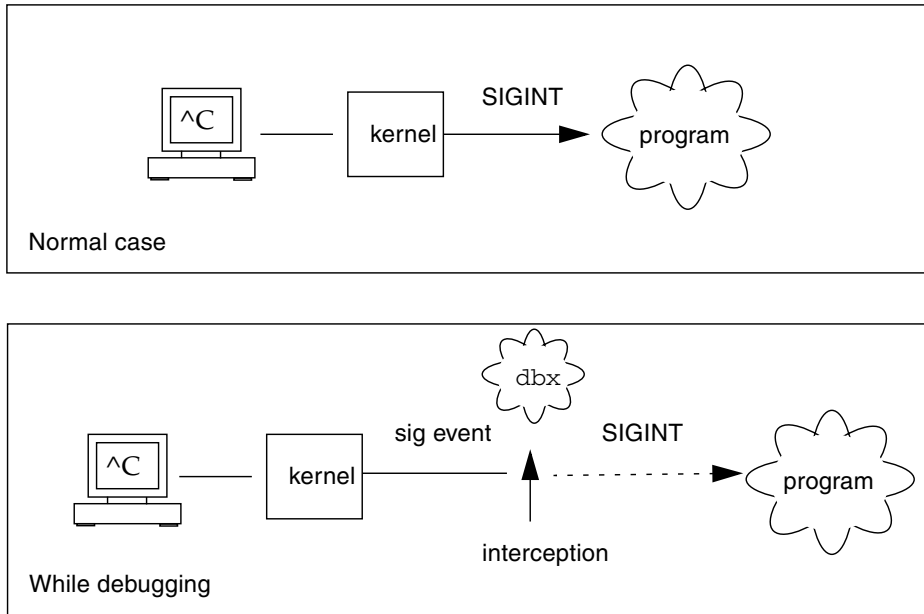 SIGINT
^C
kernel
program
Normal case
dbx
sig event
SIGINT
^C
kernel
program
interception
While debugging